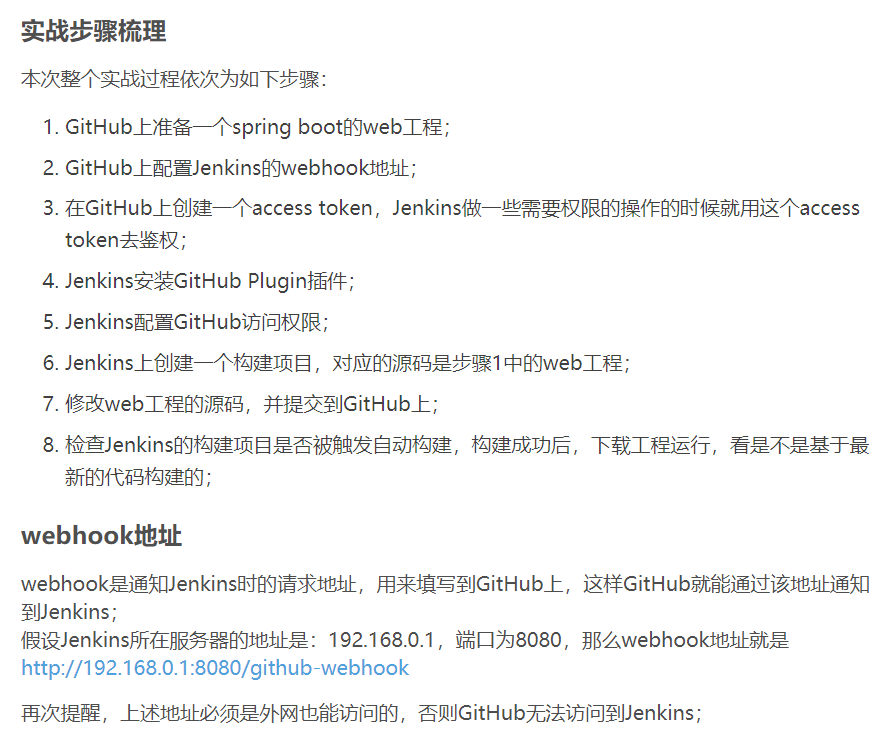 实战步骤梳理
本次整个实战过程依次为如下步骤：
1. GitHub上准备一个spring boot的web工程；
2. GitHub上配置Jenkins的webhook地址；
3. 在GitHub上创建一个access token，Jenkins做一些需要权限的操作的时候就用这个access
token去鉴权；
4. Jenkins安装GitHub Plugin插件；
5. Jenkins配置GitHub访问权限；
6. Jenkins上创建一个构建项目，对应的源码是步骤1中的web工程；
7. 修改web工程的源码，并提交到GitHub上；
8. 检查Jenkins的构建项目是否被触发自动构建，构建成功后，下载工程运行，看是不是基于最
新的代码构建的；
webhook地址
webhook是通知Jenkins时的请求地址，用来填写到GitHub上，这样GitHub就能通过该地址通知
到Jenkins；
假设Jenkins所在服务器的地址是：192.168.0.1，端口为8080，那么webhook地址就是
http://192.168.0.1:8080/github-webhook
再次提醒，上述地址必须是外网也能访问的，否则GitHub无法访问到Jenkins；